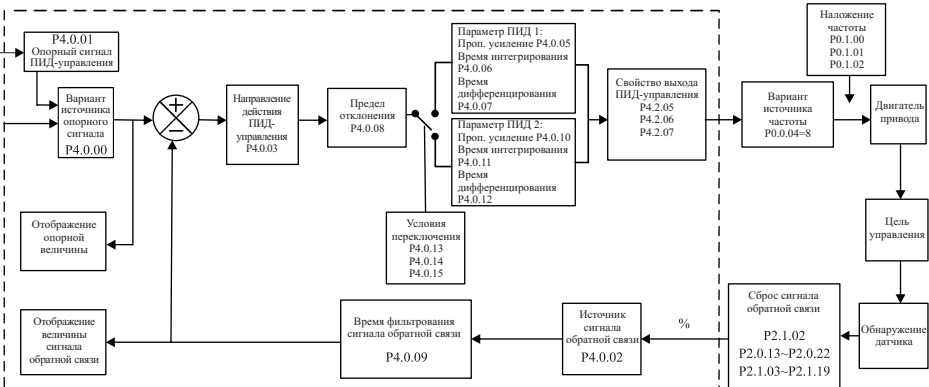 P4.0.01
Опорный сигнал
ПИД-управления
Вариант
источника
опорного
сигнала
P4.0.00
Отображение
опорной
величины
Отображение
величины
сигнала
обратной связи
+
−
Направление
действия
ПИД-
управления
P4.0.03
Предел
отклонения
P4.0.08
Параметр ПИД 1:
Проп. усиление P4.0.05
Время интегрирования
P4.0.06
Время
дифференцирования
P4.0.07
Параметр ПИД 2:
Проп. усиление P4.0.10
Время интегрирования
P4.0.11
Время
дифференцирования
P4.0.12
Условия
переключения
P4.0.13
P4.0.14
P4.0.15
Свойство выхода
ПИД-управления
P4.2.05
P4.2.06
P4.2.07
Наложение
частоты
P0.1.00
P0.1.01
P0.1.02
Вариант
источника
частоты
P0.0.04=8
Двигатель
привода
Цель
управления
Обнаружение
датчика
Сброс сигнала
обратной связи
P2.1.02
P2.0.13~P2.0.22
P2.1.03~P2.1.19
%
Источник
сигнала
обратной связи
P4.0.02
Время фильтрования
сигнала обратной связи
P4.0.09